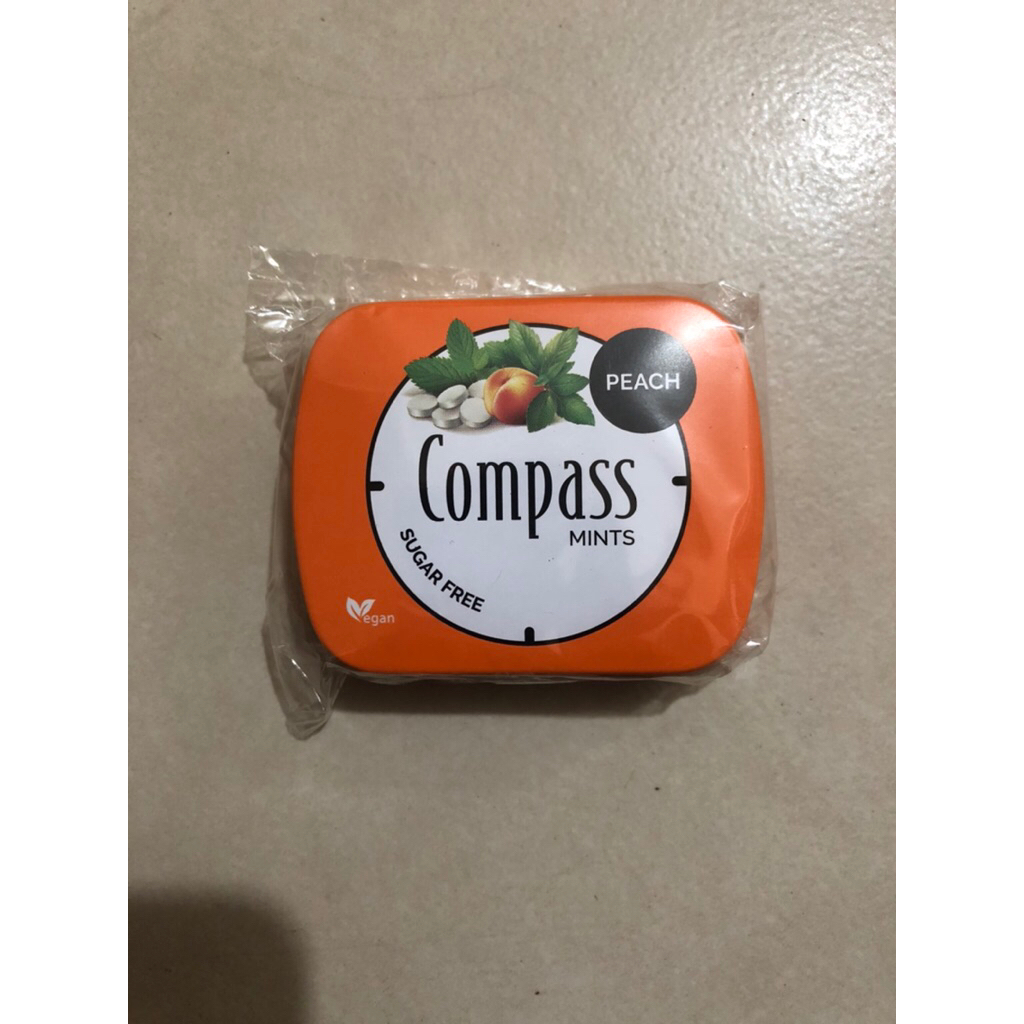 PEACH
Compass
MINTS
SUGAR FREE
Vegan